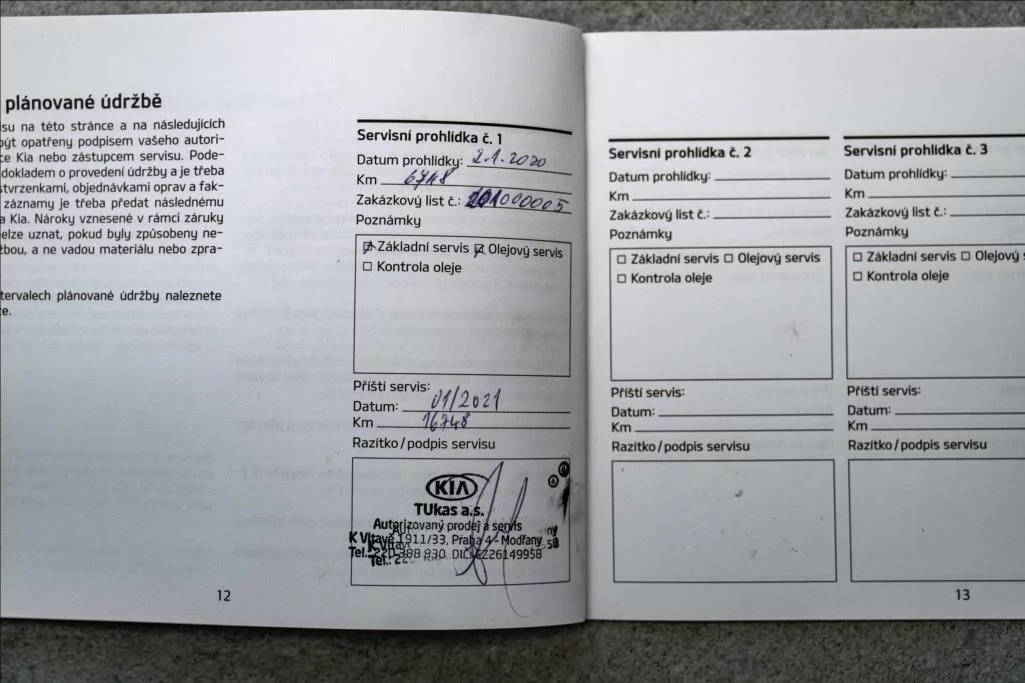 plánované údržbě
su na této stránce a na následujících
být opatřeny podpisem vašeho autori-
ce Kia nebo zástupcem servisu. Pode-
dokladem o provedení údržby a je třeba
stvrzenkami, objednávkami oprav a fak-
záznamy je třeba předat následnému
a Kia. Nároky vznesené v rámci záruky
elze uznat, pokud byly způsobeny ne-
žbou, a ne vadou materiálu nebo zpra-
tervalech plánované údržby naleznete
e.
12
Servisní prohlídka č. 1
Datum prohlídky: 2.1.2020
Km 6748
Zakázkový list č.: 201000005
Poznámky
Základní servis Olejový servis
Kontrola oleje
Příští servis:
Datum: 01/2021
Km 16748
Razítko/podpis servisu
KIA
TUkas a.s.
Autorizovaný prodej a servis
K Vltavě 1911/33, Praha 4 - Modřany
Tel.: 220 398 830 DIČ: CZ26149958
Servisní prohlídka č. 2
Datum prohlídky:
Km
Zakázkový list č.:
Poznámky
Základní servis Olejový servis
Kontrola oleje
Příští servis:
Datum:
Km
Razítko/podpis servisu
Servisní prohlídka č. 3
Datum prohlídky:
Km
Zakázkový list č.:
Poznámky
Základní servis Olejový s
Kontrola oleje
Příští servis:
Datum:
Km
Razítko/podpis servisu
13